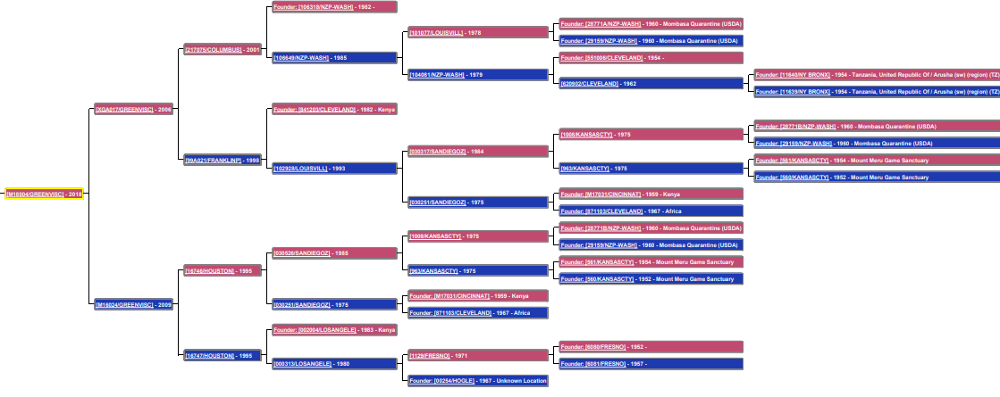 Founder: [106318/NZP-WASH] - 1982 -
Founder: [28771A/NZP-WASH] - 1960 - Mombasa Quarantine (USDA)
[101077/LOUISVILL] - 1978
Founder: [29159/NZP-WASH] - 1960 - Mombasa Quarantine (USDA)
[217075/COLUMBUS] - 2001
[106649/NZP-WASH] - 1985
Founder: [551006/CLEVELAND] - 1954 -
[104081/NZP-WASH] - 1979
Founder: [11640/NY BRONX] - 1954 - Tanzania, United Republic Of / Arusha (sw) (region) (TZ)
[620902/CLEVELAND] - 1962
Founder: [11639/NY BRONX] - 1954 - Tanzania, United Republic Of / Arusha (sw) (region) (TZ)
[XGA017/GREENVISC] - 2006
Founder: [841203/CLEVELAND] - 1982 - Kenya
Founder: [28771B/NZP-WASH] - 1960 - Mombasa Quarantine (USDA)
[1008/KANSASCTY] - 1975
Founder: [29159/NZP-WASH] - 1960 - Mombasa Quarantine (USDA)
[030317/SANDIEGOZ] - 1984
[99A021/FRANKLINP] - 1998
Founder: [561/KANSASCTY] - 1954 - Mount Meru Game Sanctuary
[102928/LOUISVILL] - 1993
[963/KANSASCTY] - 1975
Founder: [560/KANSASCTY] - 1952 - Mount Meru Game Sanctuary
[M18004/GREENVISC] - 2018
Founder: [M17031/CINCINNAT] - 1959 - Kenya
[030251/SANDIEGOZ] - 1975
Founder: [871103/CLEVELAND] - 1967 - Africa
Founder: [28771B/NZP-WASH] - 1960 - Mombasa Quarantine (USDA)
[1008/KANSASCTY] - 1975
Founder: [29159/NZP-WASH] - 1960 - Mombasa Quarantine (USDA)
[030526/SANDIEGOZ] - 1985
Founder: [561/KANSASCTY] - 1954 - Mount Meru Game Sanctuary
[16746/HOUSTON] - 1995
[963/KANSASCTY] - 1975
Founder: [560/KANSASCTY] - 1952 - Mount Meru Game Sanctuary
Founder: [M17031/CINCINNAT] - 1959 - Kenya
[M16024/GREENVISC] - 2009
[030251/SANDIEGOZ] - 1975
Founder: [871103/CLEVELAND] - 1967 - Africa
Founder: [002004/LOSANGELE] - 1983 - Kenya
Founder: [6080/FRESNO] - 1952 -
[16747/HOUSTON] - 1995
[1129/FRESNO] - 1971
[000313/LOSANGELE] - 1980
Founder: [6081/FRESNO] - 1957 -
Founder: [00254/HOGLE] - 1967 - Unknown Location